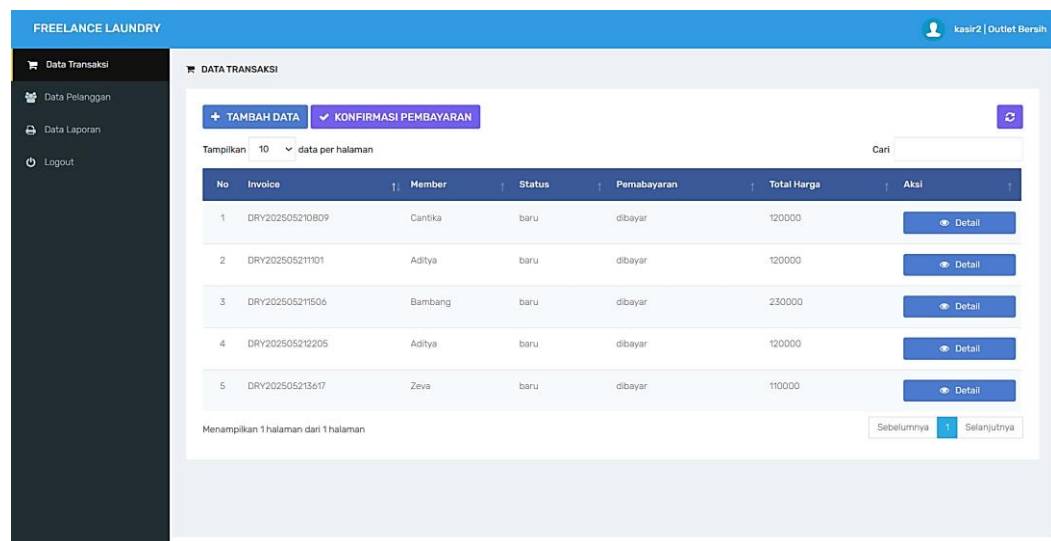 FREELANCE LAUNDRY
kasir2 | Outlet Bersih
Data Transaksi
Data Pelanggan
Data Laporan
Logout
DATA TRANSAKSI
+ TAMBAH DATA
KONFIRMASI PEMBAYARAN
Tampilkan 10 data per halaman
Cari
No Invoice Member Status Pemabayaran Total Harga Aksi
1 DRY202505210809 Cantika baru dibayar 120000 Detail
2 DRY202505211101 Aditya baru dibayar 120000 Detail
3 DRY202505211506 Bambang baru dibayar 230000 Detail
4 DRY202505212205 Aditya baru dibayar 120000 Detail
5 DRY202505213617 Zeva baru dibayar 110000 Detail
Menampilkan 1 halaman dari 1 halaman
Sebelumnya 1 Selanjutnya